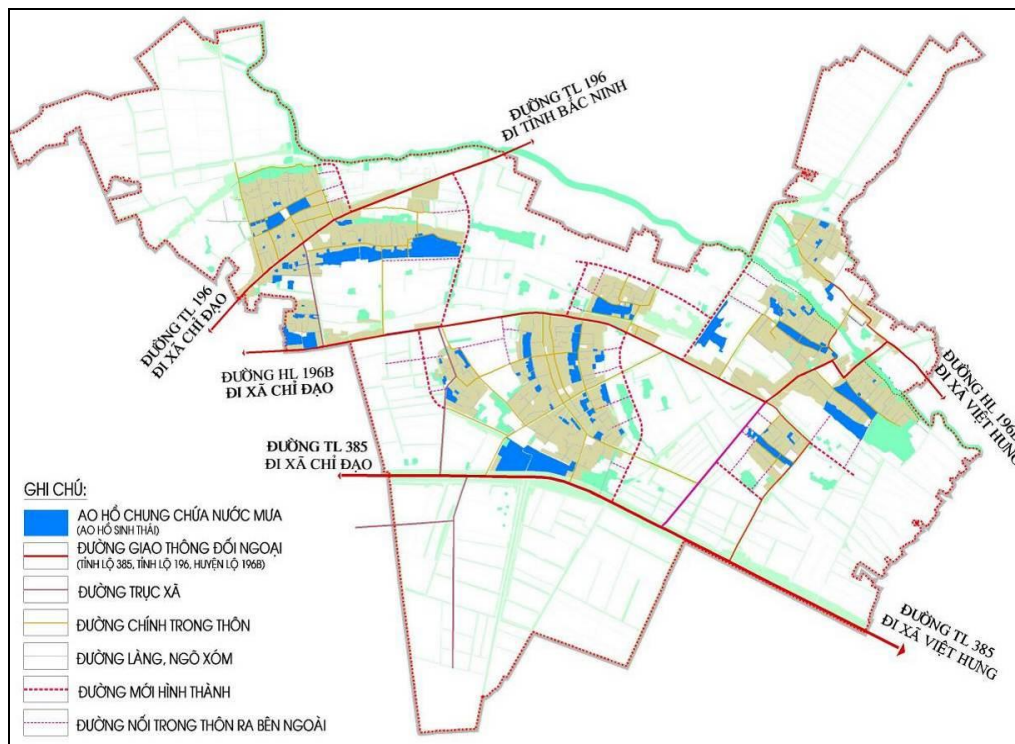 ĐƯỜNG TL 196
ĐI TỈNH BẮC NINH
ĐƯỜNG TL 196
ĐI XÃ CHỈ ĐẠO
ĐƯỜNG HL 196B
ĐI XÃ CHỈ ĐẠO
ĐƯỜNG HL 196B
ĐI XÃ VIỆT HƯNG
ĐƯỜNG TL 385
ĐI XÃ CHỈ ĐẠO
ĐƯỜNG TL 385
ĐI XÃ VIỆT HƯNG
GHI CHÚ:
AO HỒ CHUNG CHỨA NƯỚC MƯA
(AO HỒ SINH THÁI)
ĐƯỜNG GIAO THÔNG ĐỐI NGOẠI
(TỈNH LỘ 385, TỈNH LỘ 196, HUYỆN LỘ 196B)
ĐƯỜNG TRỤC XÃ
ĐƯỜNG CHÍNH TRONG THÔN
ĐƯỜNG LÀNG, NGÕ XÓM
ĐƯỜNG MỚI HÌNH THÀNH
ĐƯỜNG NỐI TRONG THÔN RA BÊN NGOÀI